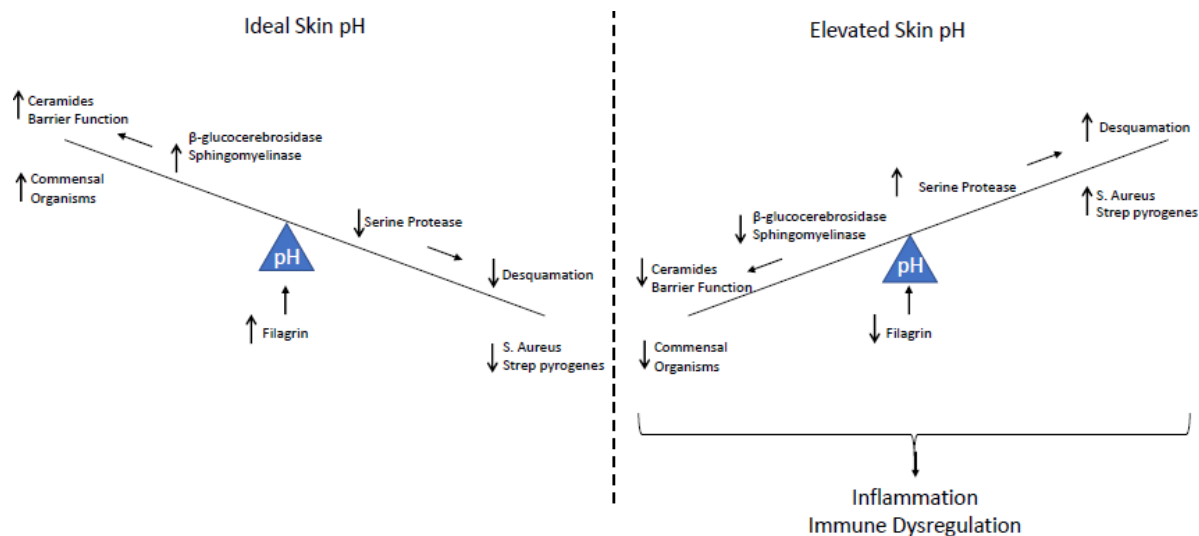 Ideal Skin pH
Ceramides
Barrier Function
β-glucocerebrosidase
Sphingomyelinase
Commensal
Organisms
Serine Protease
Desquamation
pH
Filagrin
S. Aureus
Strep pyrogenes
Elevated Skin pH
Desquamation
Serine Protease
S. Aureus
Strep pyrogenes
β-glucocerebrosidase
Sphingomyelinase
pH
Ceramides
Barrier Function
Filagrin
Commensal
Organisms
Inflammation
Immune Dysregulation